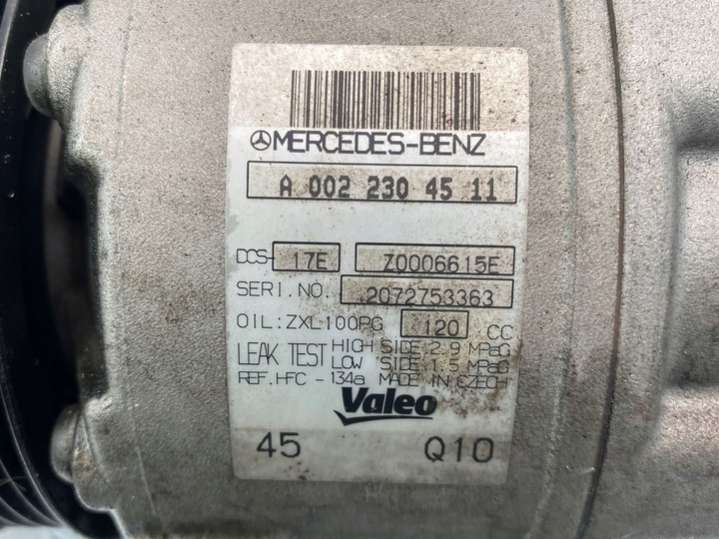 MERCEDES-BENZ
A 002 230 45 11
DCS- 17E Z0006615E
SERI.NO. 2072753363
OIL:ZXL100PG 120 CC
LEAK TEST HIGH SIDE 2.9 MPaG
LOW SIDE 1.5 MPaG
REF.HFC-134a MADE IN CZECH
Valeo
45 Q10